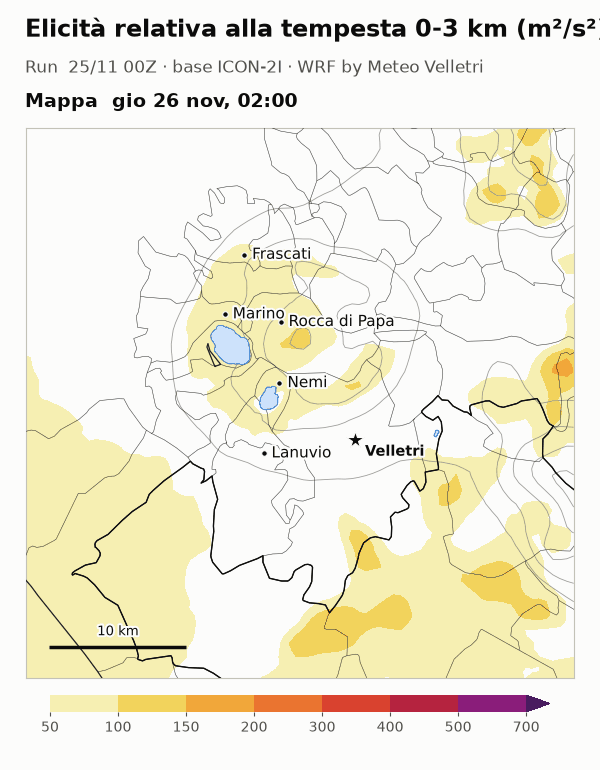 Elicità relativa alla tempesta 0-3 km (m²/s²)
Run 25/11 00Z · base ICON-2I · WRF by Meteo Velletri
Mappa gio 26 nov, 02:00
Frascati
Marino
Rocca di Papa
Nemi
Velletri
Lanuvio
10 km
50 100 150 200 300 400 500 700